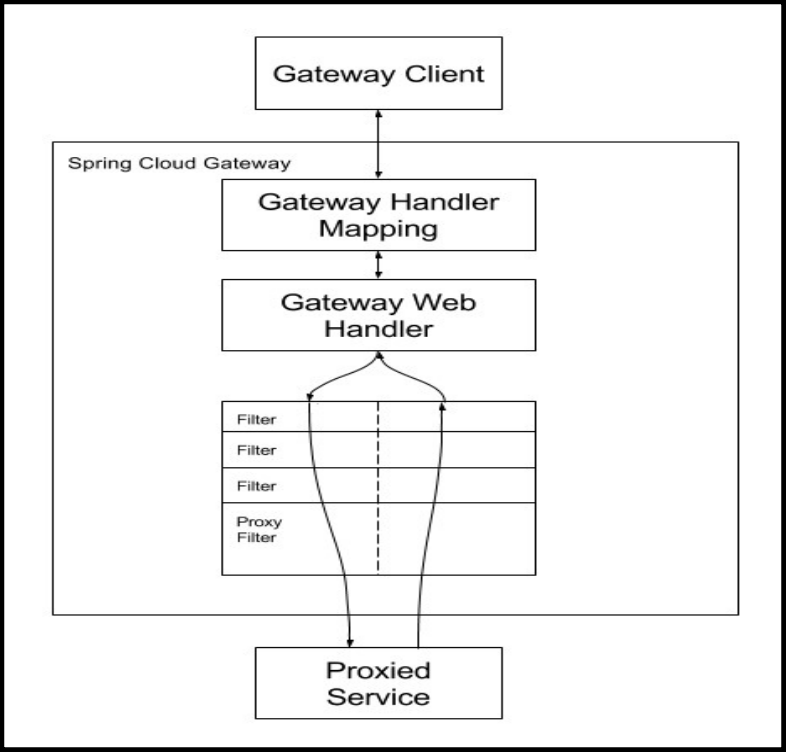 Gateway Client
Spring Cloud Gateway
Gateway Handler
Mapping
Gateway Web
Handler
Filter
Filter
Filter
Proxy
Filter
Proxied
Service